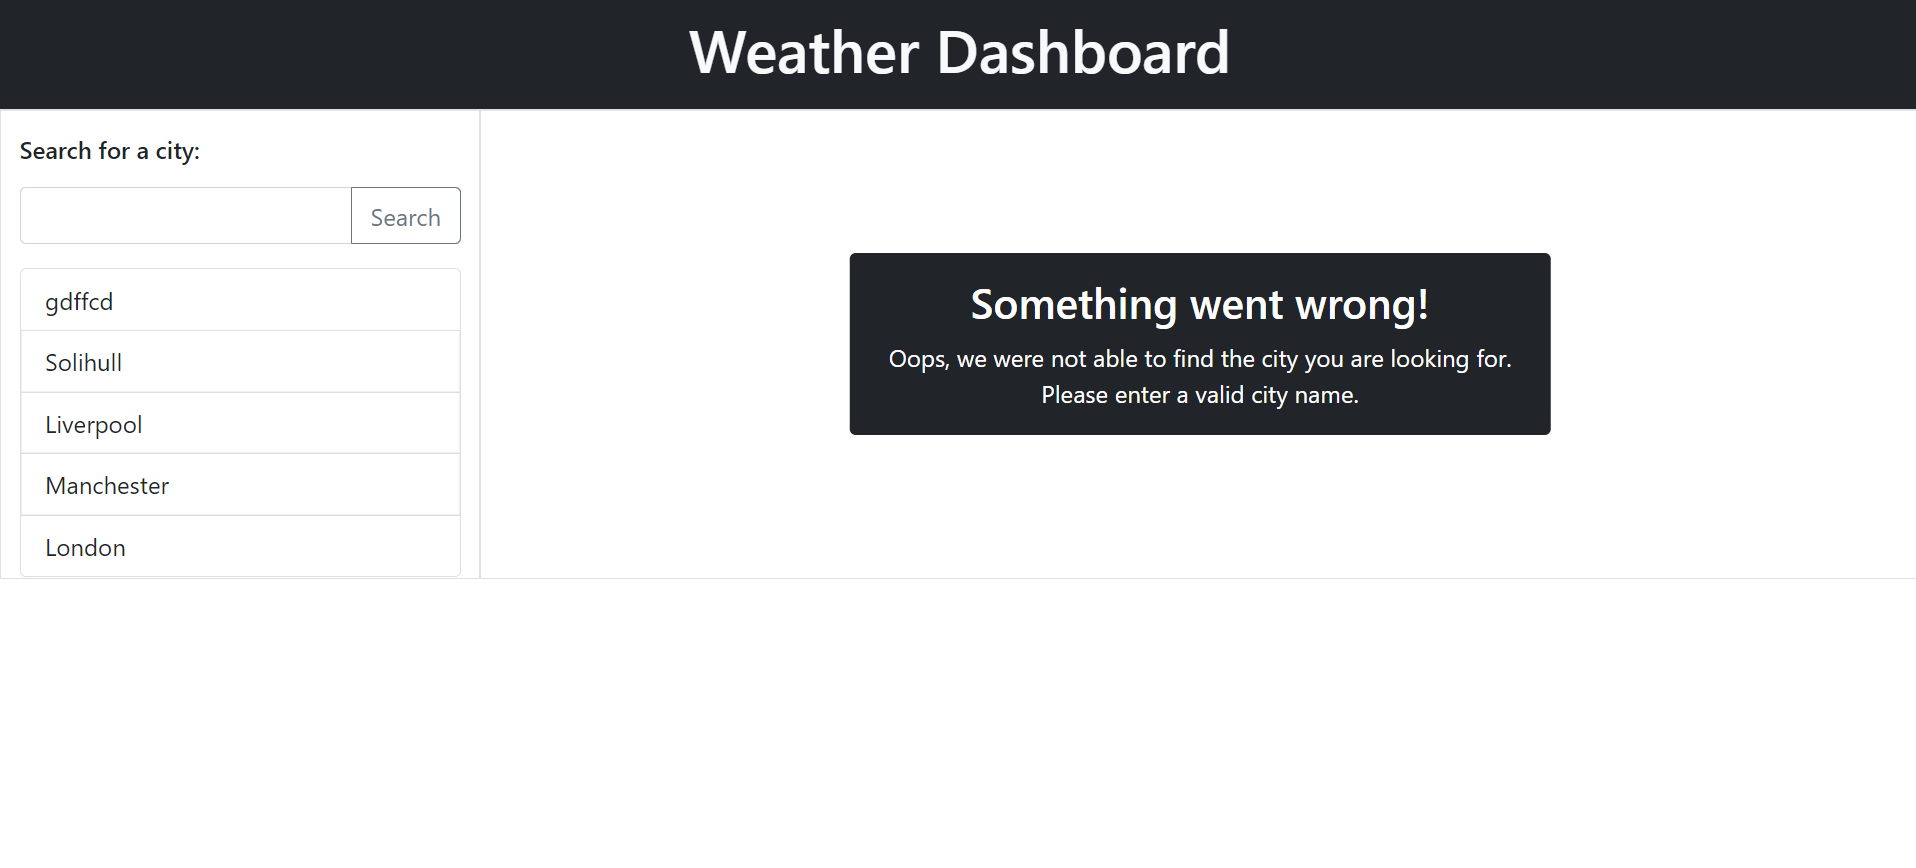 Weather Dashboard
Search for a city:
Search
gdffcd
Solihull
Liverpool
Manchester
London
Something went wrong!
Oops, we were not able to find the city you are looking for.
Please enter a valid city name.